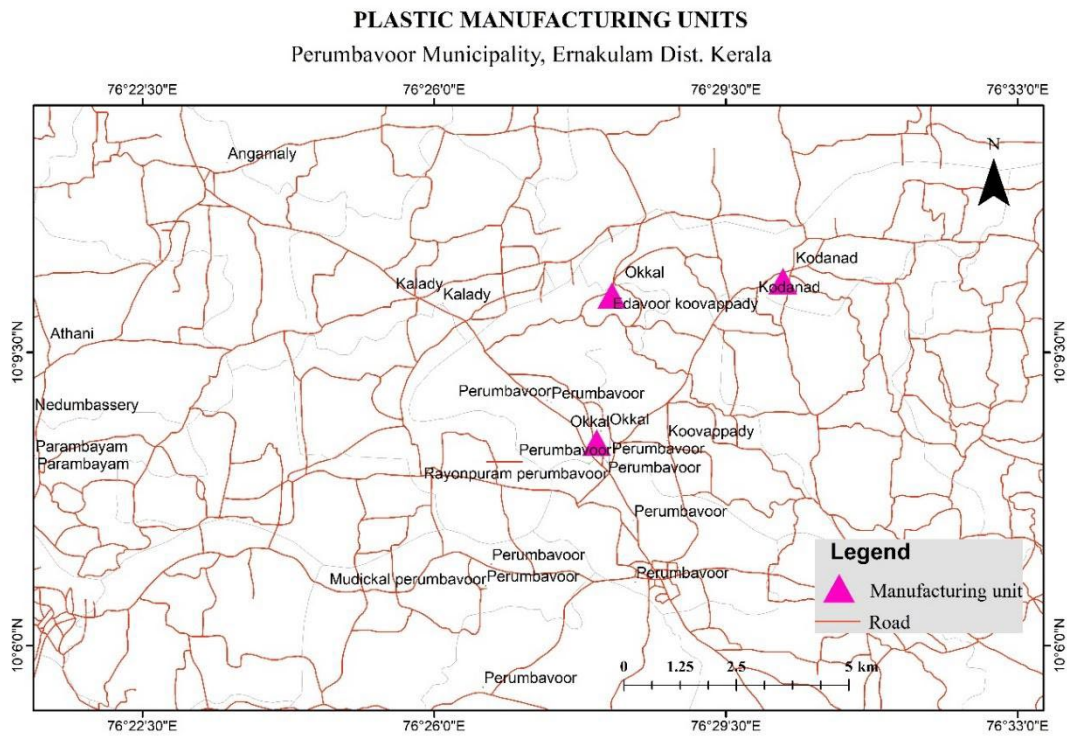 PLASTIC MANUFACTURING UNITS
Perumbavoor Municipality, Ernakulam Dist. Kerala
76°22'30"E
76°26'0"E
76°29'30"E
76°33'0"E
N
Angamaly
Kodanad
Okkal
Kalady
Kalady
Kodanad
Edavoor koovappady
Athani
10°9'30"N
10°9'30"N
Perumbavoor
Perumbavoor
Nedumbassery
Okkal
Okkal
Koovappady
Parambayam
Perumbavoor
Perumbavoor
Parambayam
Rayonpuram perumbavoor
Perumbavoor
Perumbavoor
Perumbavoor
Mudickal perumbavoor
Perumbavoor
Perumbavoor
Legend
Manufacturing unit
Road
10°6'0"N
10°6'0"N
0 1.25 2.5 5 km
Perumbavoor
76°22'30"E
76°26'0"E
76°29'30"E
76°33'0"E